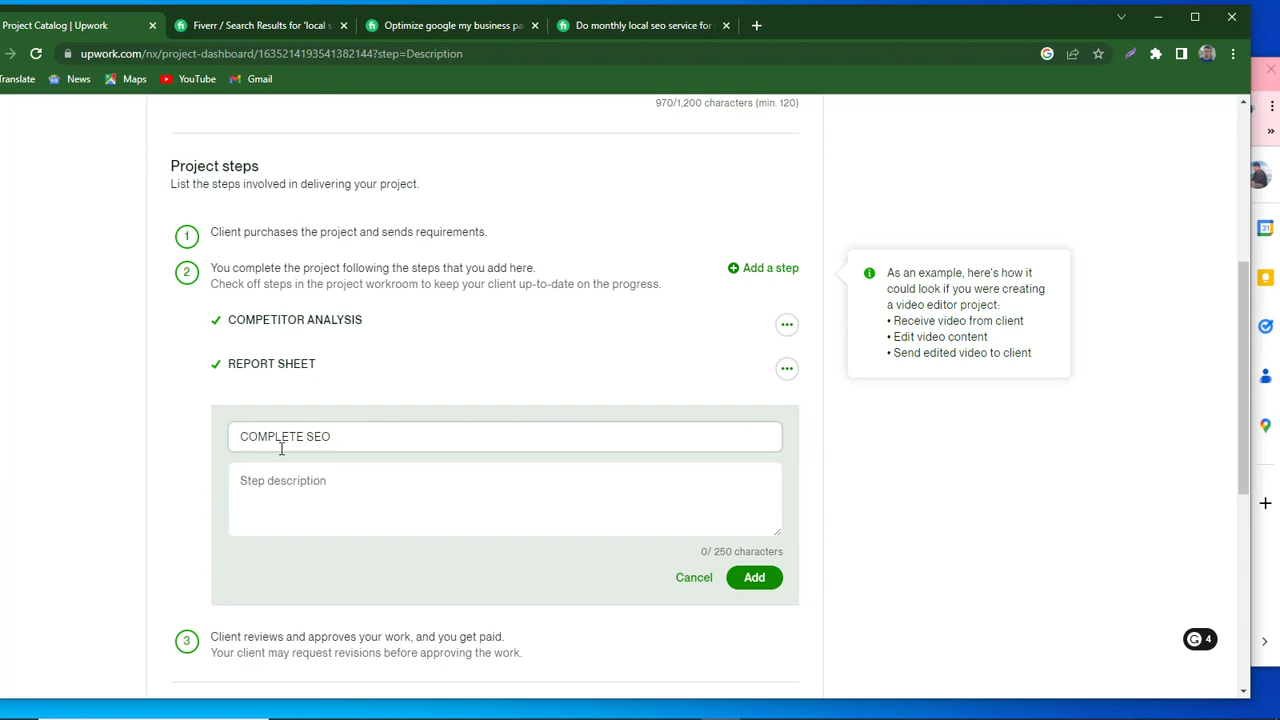 Project Catalog | Upwork
Fiverr / Search Results for 'local s
Optimize google my business pa
Do monthly local seo service for
upwork.com/nx/project-dashboard/1635214193541382144?step=Description
Translate
News
Maps
YouTube
Gmail
970/1,200 characters (min. 120)
Project steps
List the steps involved in delivering your project.
1
Client purchases the project and sends requirements.
2
You complete the project following the steps that you add here.
Add a step
Check off steps in the project workroom to keep your client up-to-date on the progress.
COMPETITOR ANALYSIS
REPORT SHEET
COMPLETE SEO
Step description
0/ 250 characters
Cancel
Add
3
Client reviews and approves your work, and you get paid.
Your client may request revisions before approving the work.
As an example, here's how it
could look if you were creating
a video editor project:
• Receive video from client
• Edit video content
• Send edited video to client
31
4